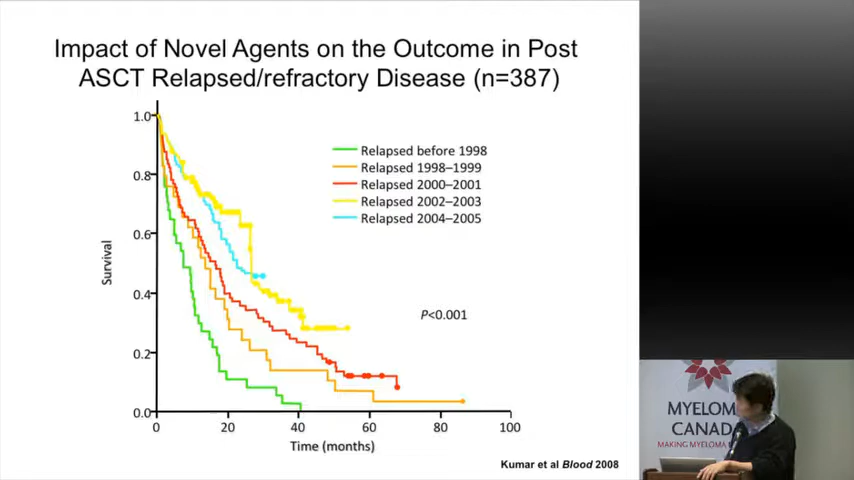 Impact of Novel Agents on the Outcome in Post
ASCT Relapsed/refractory Disease (n=387)
1.0
0.8
0.6
0.4
0.2
0.0
Survival
Relapsed before 1998
Relapsed 1998–1999
Relapsed 2000–2001
Relapsed 2002–2003
Relapsed 2004–2005
P<0.001
0
20
40
60
80
100
Time (months)
Kumar et al Blood 2008
MYELOM
CANAD
MAKING MYELOMA